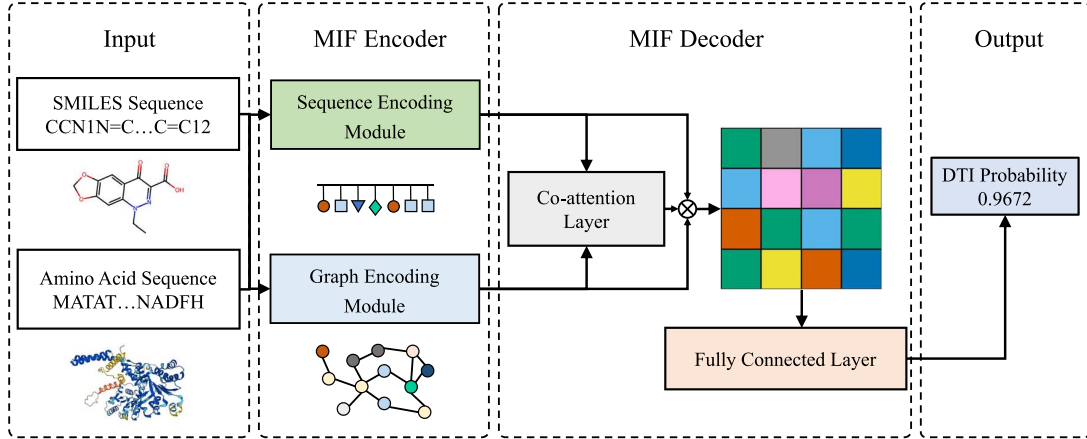 Input
SMILES Sequence
CCN1N=C…C=C12
O
O
O
O
OH
N
N
Amino Acid Sequence
MATAT…NADFH
MIF Encoder
Sequence Encoding
Module
Graph Encoding
Module
MIF Decoder
Co-attention
Layer
Fully Connected Layer
Output
DTI Probability
0.9672